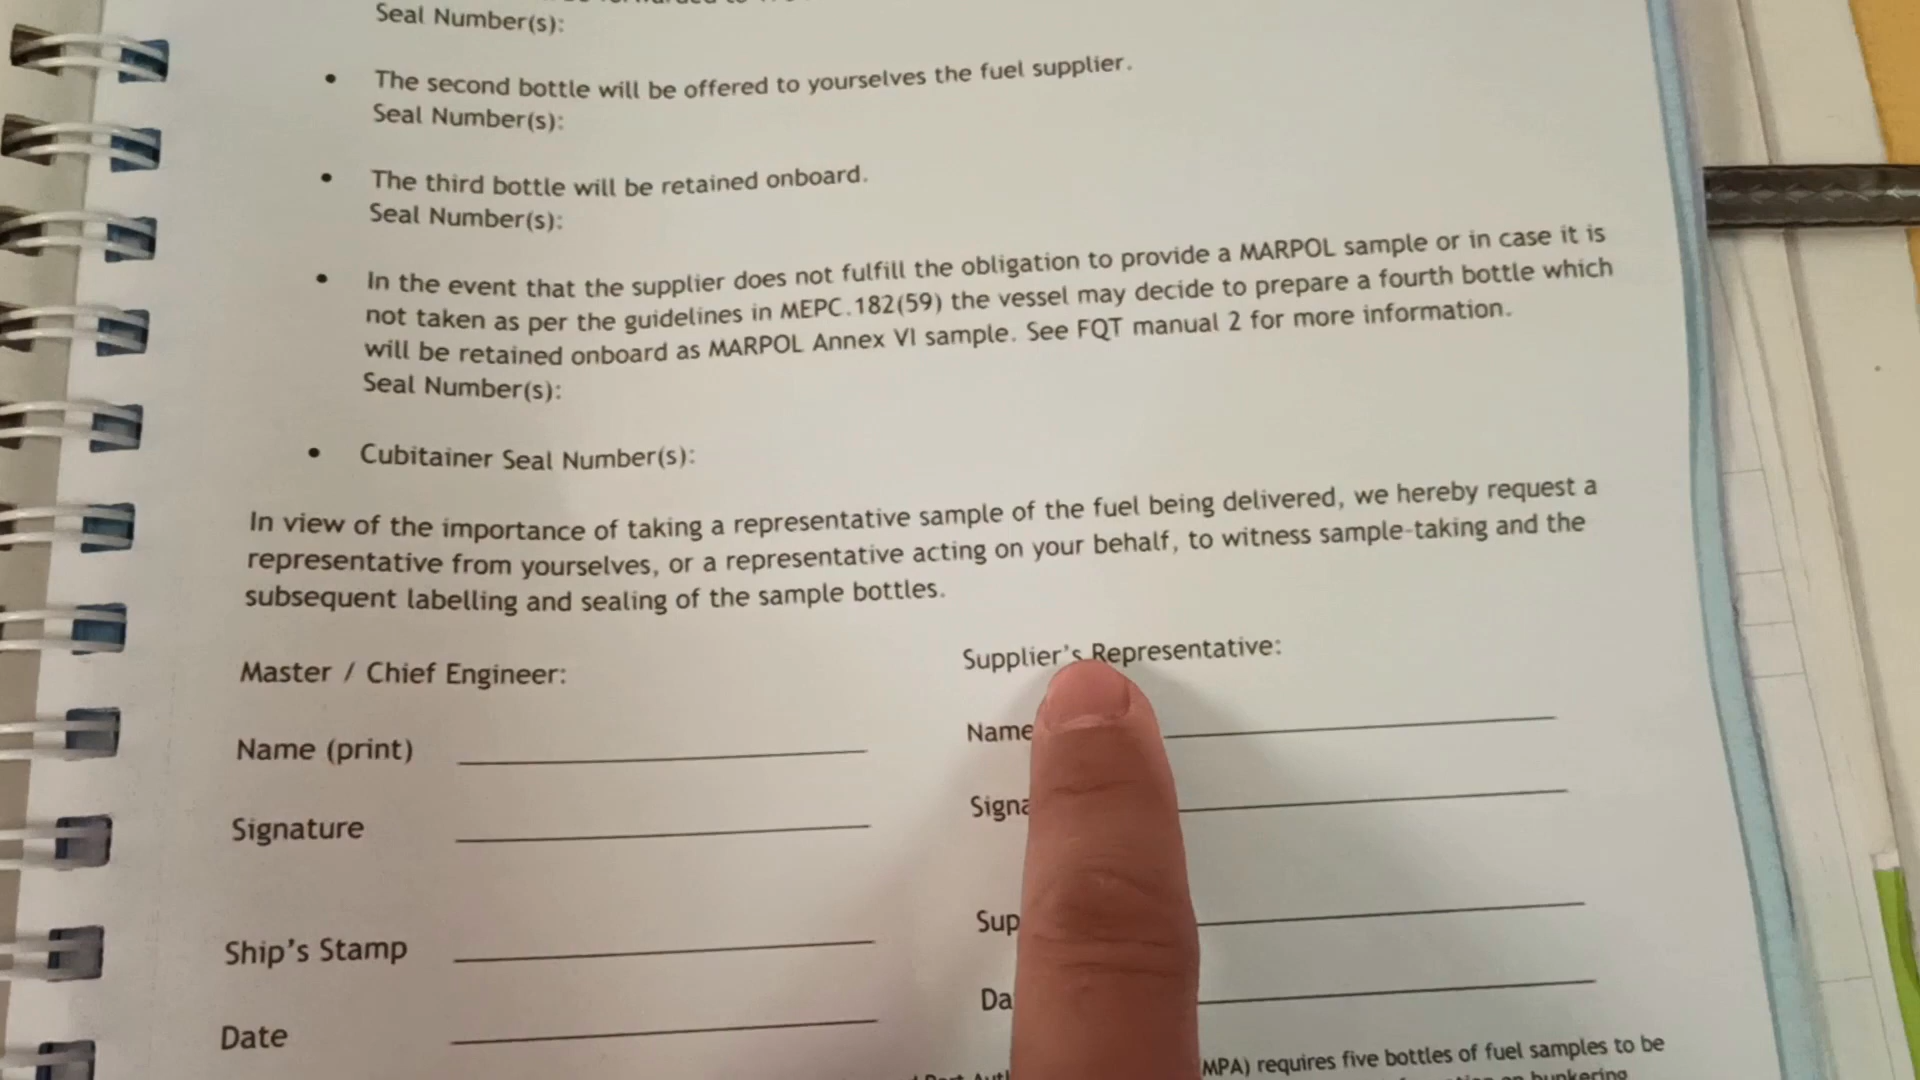 Seal Number(s):
• The second bottle will be offered to yourselves the fuel supplier.
Seal Number(s):
• The third bottle will be retained onboard.
Seal Number(s):
• In the event that the supplier does not fulfill the obligation to provide a MARPOL sample or in case it is
not taken as per the guidelines in MEPC.182(59) the vessel may decide to prepare a fourth bottle which
will be retained onboard as MARPOL Annex VI sample. See FQT manual 2 for more information.
Seal Number(s):
• Cubitainer Seal Number(s):
In view of the importance of taking a representative sample of the fuel being delivered, we hereby request a
representative from yourselves, or a representative acting on your behalf, to witness sample-taking and the
subsequent labelling and sealing of the sample bottles.
Master / Chief Engineer:
Supplier's Representative:
Name (print)
Name
Signature
Signa
Ship's Stamp
Sup
Date
Da
MPA) requires five bottles of fuel samples to be
on bunkering